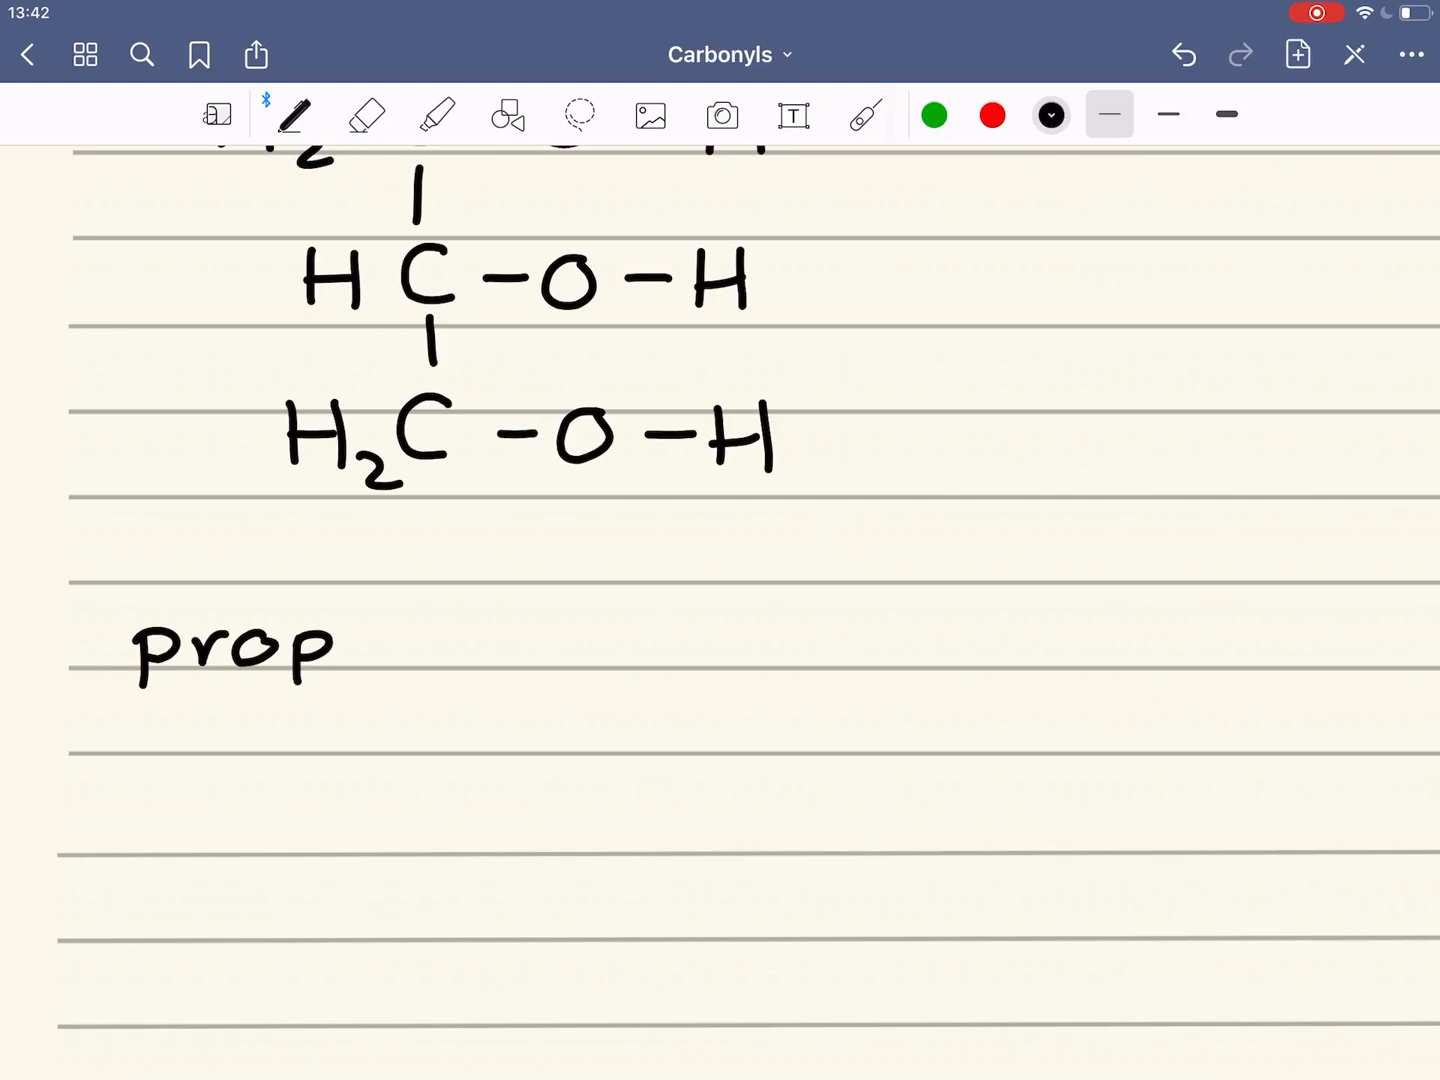 13:42
Carbonyls
T
H C - O - H
H₂C - O - H
prop